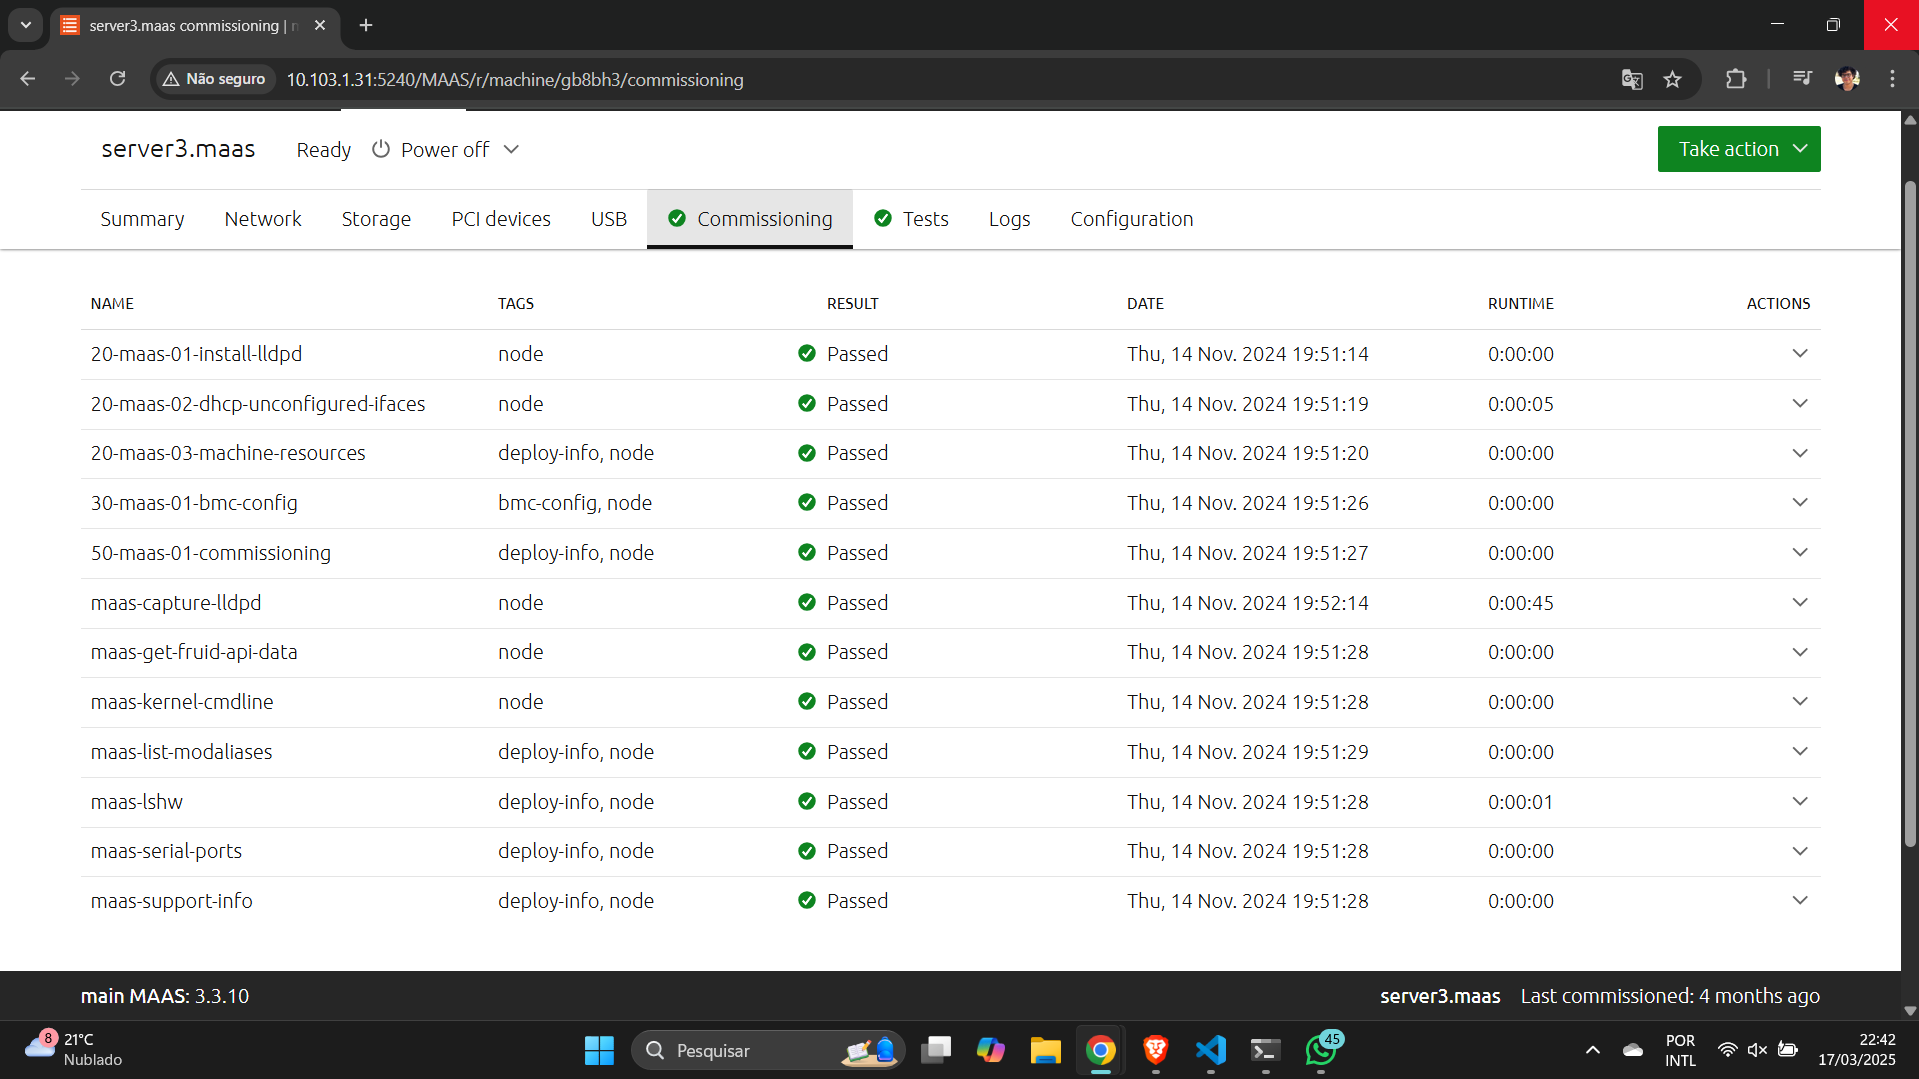 server3.maas commissioning |
Não seguro
10.103.1.31:5240/MAAS/r/machine/gb8bh3/commissioning
server3.maas Ready Power off
Take action
Summary Network Storage PCI devices USB Commissioning Tests Logs Configuration
NAME TAGS RESULT DATE RUNTIME ACTIONS
20-maas-01-install-lldpd node Passed Thu, 14 Nov. 2024 19:51:14 0:00:00
20-maas-02-dhcp-unconfigured-ifaces node Passed Thu, 14 Nov. 2024 19:51:19 0:00:05
20-maas-03-machine-resources deploy-info, node Passed Thu, 14 Nov. 2024 19:51:20 0:00:00
30-maas-01-bmc-config bmc-config, node Passed Thu, 14 Nov. 2024 19:51:26 0:00:00
50-maas-01-commissioning deploy-info, node Passed Thu, 14 Nov. 2024 19:51:27 0:00:00
maas-capture-lldpd node Passed Thu, 14 Nov. 2024 19:52:14 0:00:45
maas-get-fruid-api-data node Passed Thu, 14 Nov. 2024 19:51:28 0:00:00
maas-kernel-cmdline node Passed Thu, 14 Nov. 2024 19:51:28 0:00:00
maas-list-modaliases deploy-info, node Passed Thu, 14 Nov. 2024 19:51:29 0:00:00
maas-lshw deploy-info, node Passed Thu, 14 Nov. 2024 19:51:28 0:00:01
maas-serial-ports deploy-info, node Passed Thu, 14 Nov. 2024 19:51:28 0:00:00
maas-support-info deploy-info, node Passed Thu, 14 Nov. 2024 19:51:28 0:00:00
main MAAS: 3.3.10
server3.maas Last commissioned: 4 months ago
8
21°C
Nublado
Pesquisar
45
POR
INTL
22:42
17/03/2025